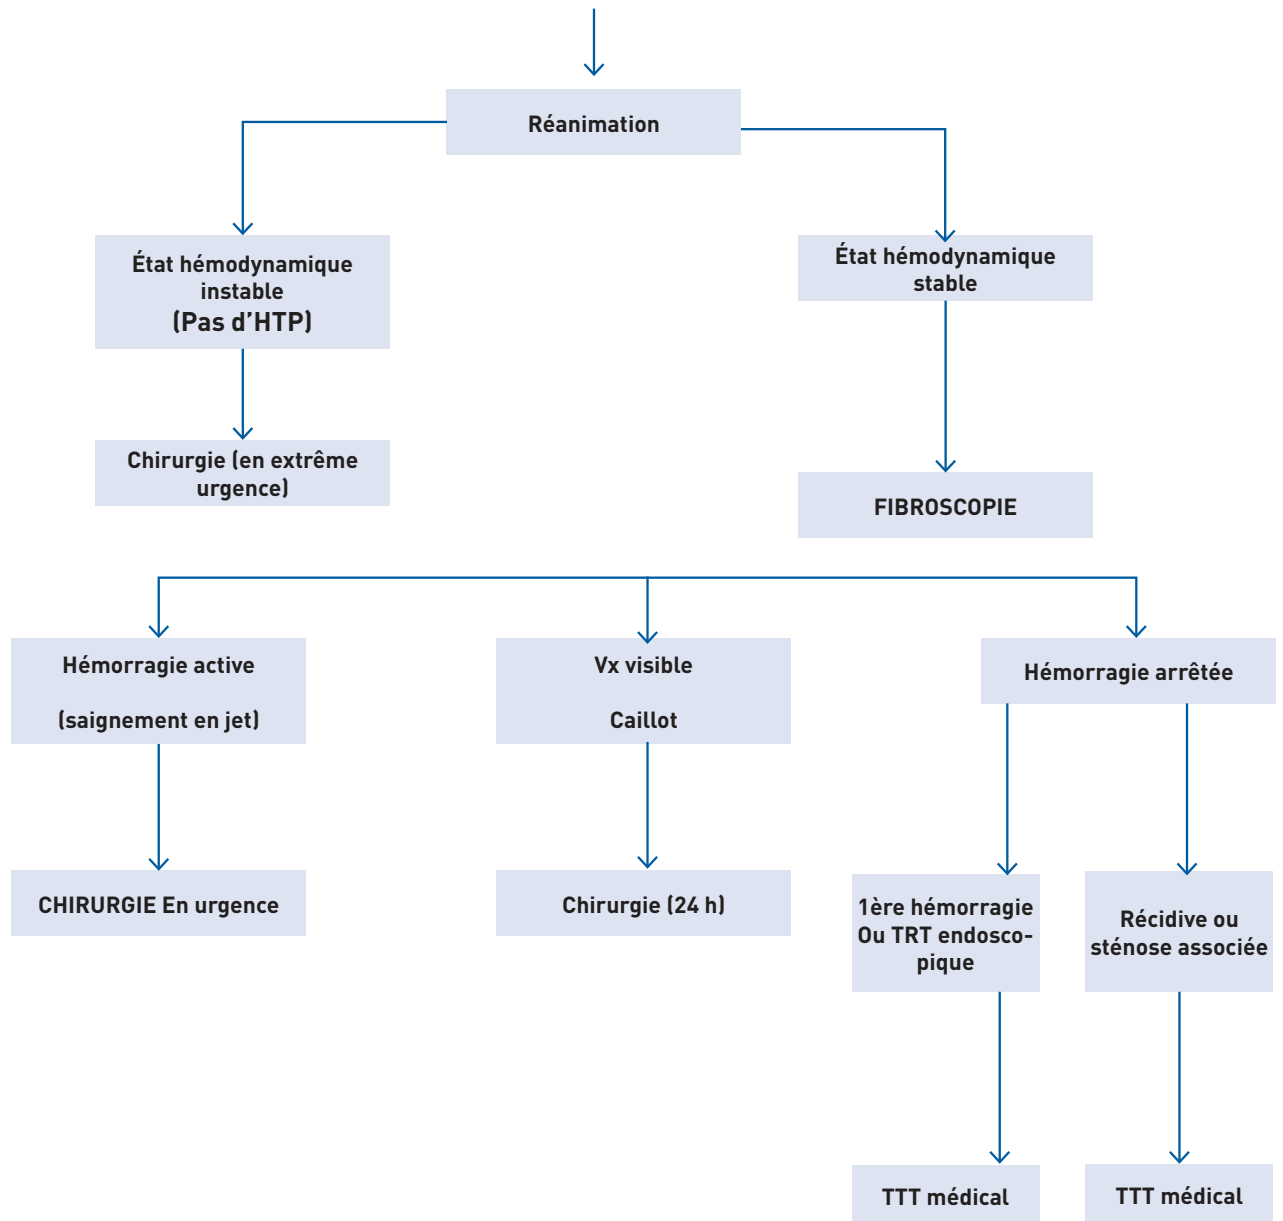 Réanimation
État hémodynamique
instable
(Pas d'HTP)
État hémodynamique
stable
Chirurgie (en extrême
urgence)
FIBROSCOPIE
Hémorragie active
(saignement en jet)
Vx visible
Caillot
Hémorragie arrêtée
CHIRURGIE En urgence
Chirurgie (24 h)
1ère hémorragie
Ou TRT endosco-
pique
Récidive ou
sténose associée
TTT médical
TTT médical